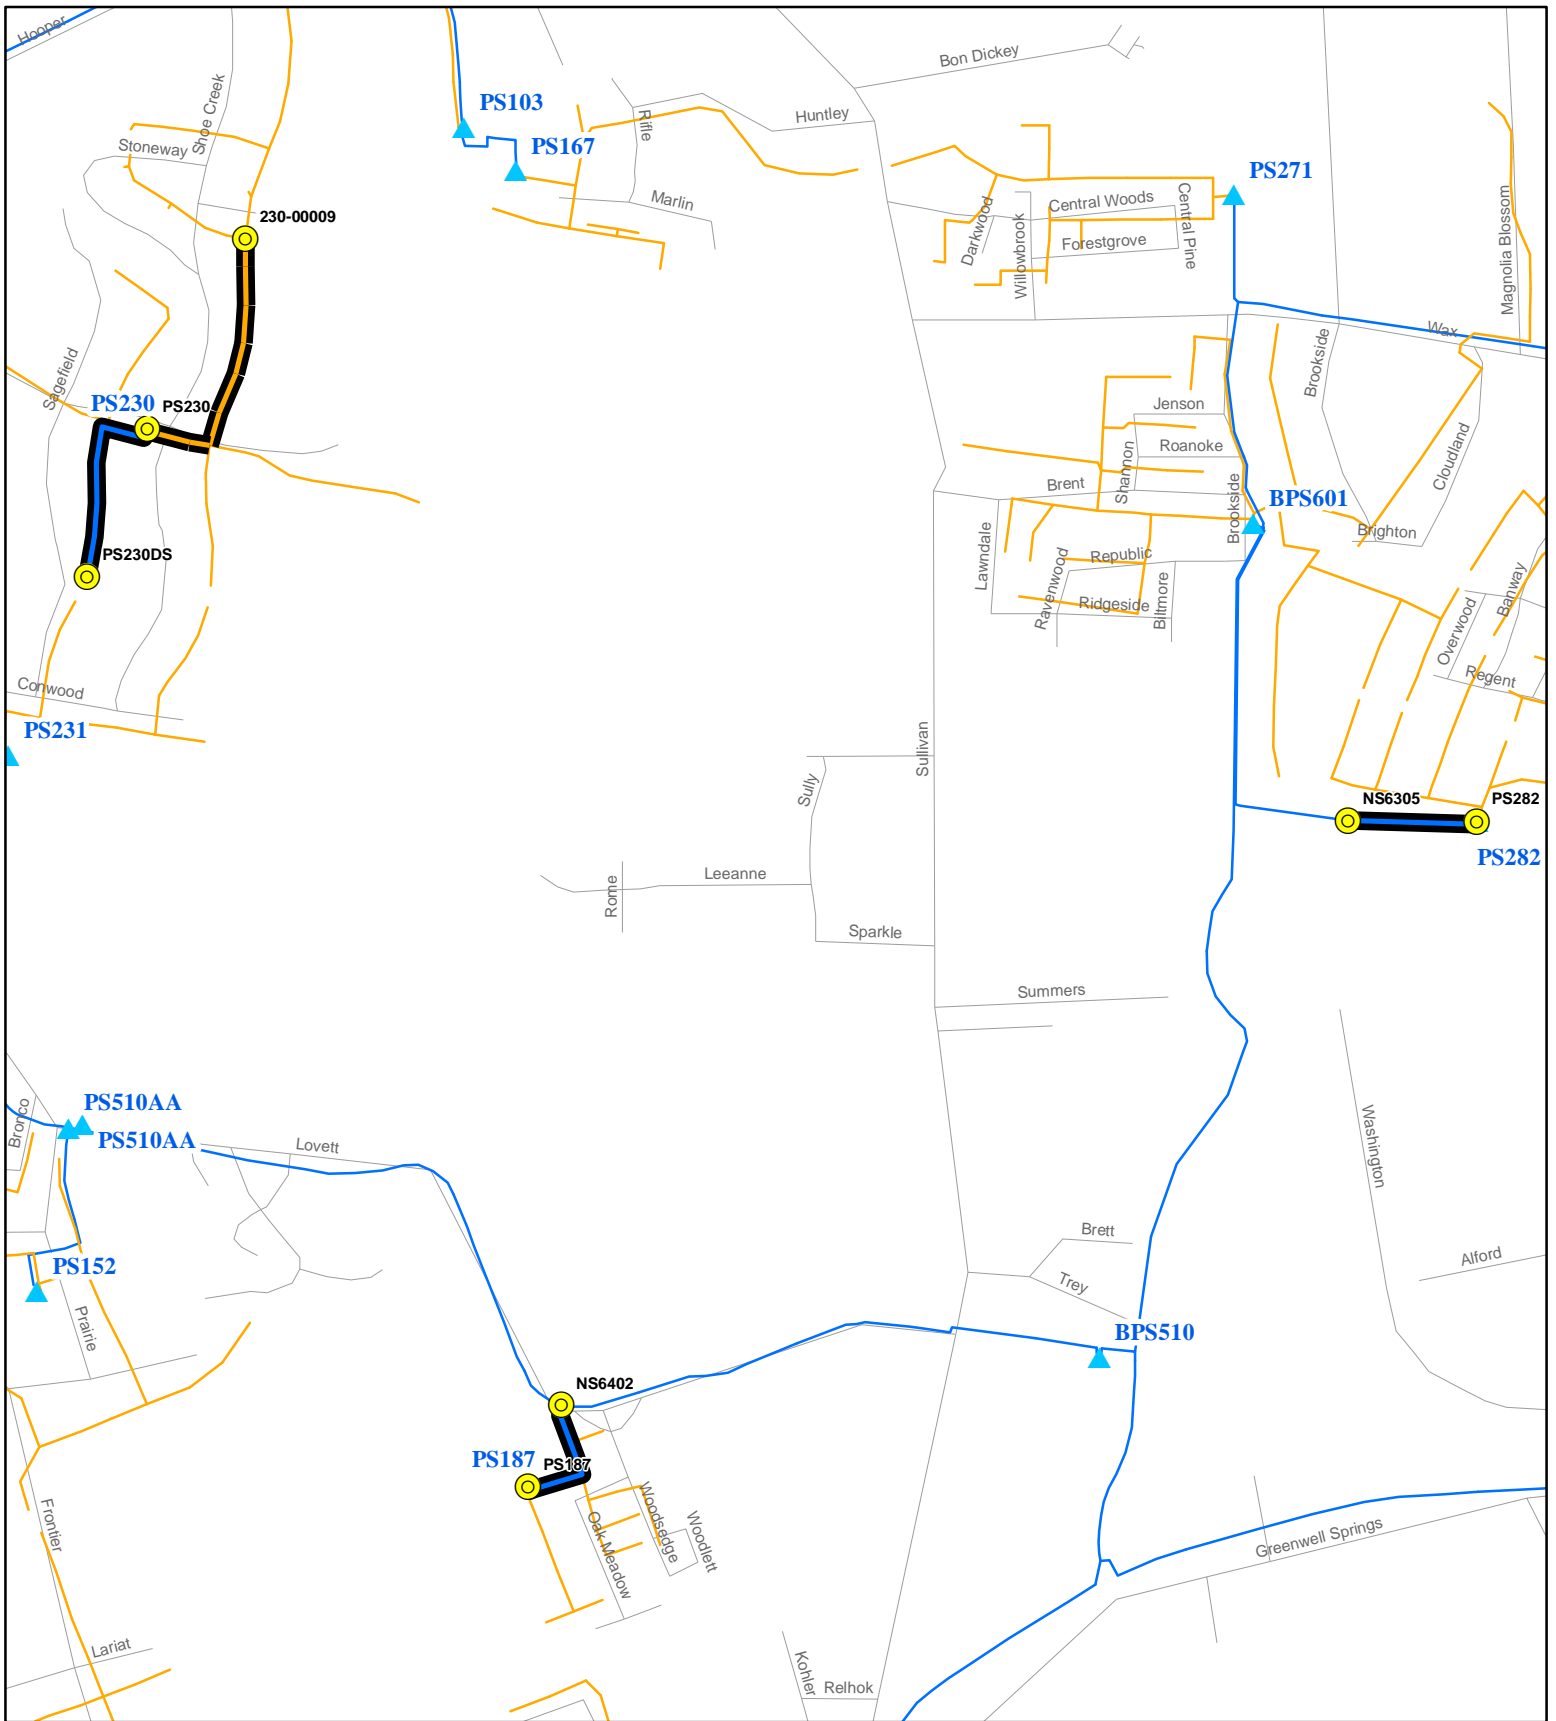 Hooper
Bon Dickey
Shoe Creek
PS103
Rifle
Huntley
Stoneway
PS167
PS271
Marlin
Central Woods
Central Pine
Magnolia Blossom
230-00009
Darkwood
Willowbrook
Forestgrove
Wax
Sagefield
Brookside
PS230
PS230
Jenson
Roanoke
Cloudland
Shannon
Brent
BPS601
Brookside
Brighton
PS230DS
Lawndale
Republic
Ravenwood
Ridgeside
Biltmore
Banway
Overwood
Regent
Conwood
PS231
Sullivan
Sully
NS6305
PS282
PS282
Leeanne
Rome
Sparkle
Summers
PS510AA
Bronco
PS510AA
Lovett
Washington
Brett
Alford
PS152
Trey
Prairie
BPS510
NS6402
PS187
PS187
Frontier
Oak Meadow
Woodsedge
Woodlett
Greenwell Springs
Lariat
Kohler
Relhok